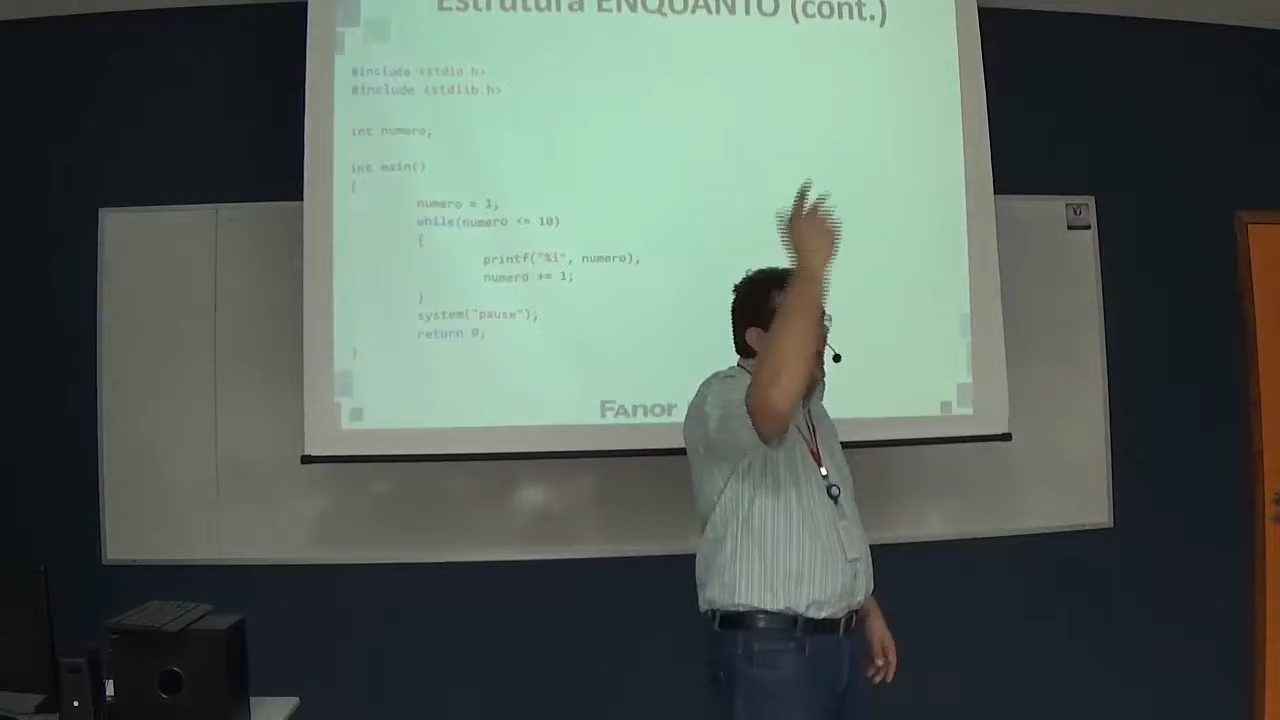 Estrutura ENQUANTO (cont.)
#include <stdio.h>
#include <stdlib.h>
int numero;
int main()
{
numero = 1;
while(numero <= 10)
{
printf("%i", numero);
numero += 1;
}
system("pause");
return 0;
}
FANOR